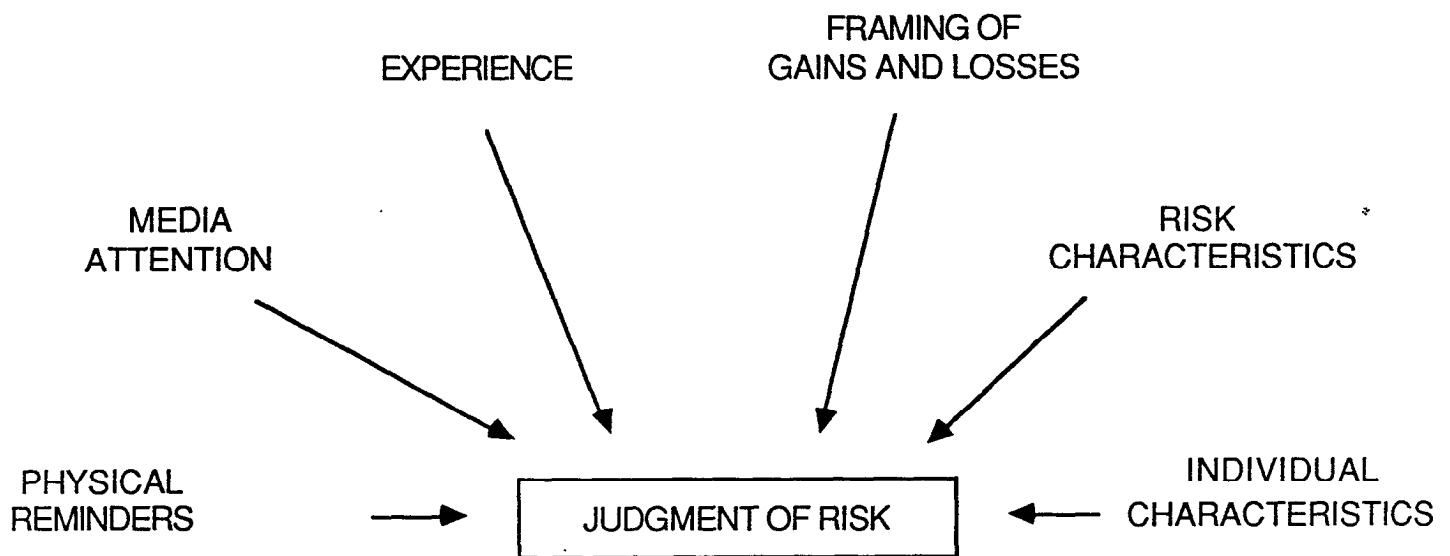 FRAMING OF
GAINS AND LOSSES
EXPERIENCE
MEDIA
ATTENTION
RISK
CHARACTERISTICS
PHYSICAL
REMINDERS
JUDGMENT OF RISK
INDIVIDUAL
CHARACTERISTICS